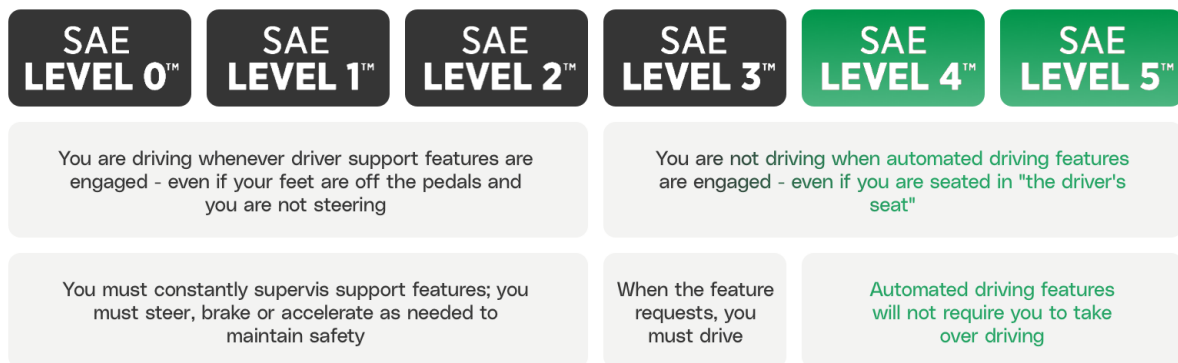 SAE
LEVEL 0™
SAE
LEVEL 1™
SAE
LEVEL 2™
SAE
LEVEL 3™
SAE
LEVEL 4™
SAE
LEVEL 5™
You are driving whenever driver support features are
engaged - even if your feet are off the pedals and
you are not steering
You are not driving when automated driving features
are engaged - even if you are seated in "the driver's
seat"
You must constantly supervis support features; you
must steer, brake or accelerate as needed to
maintain safety
When the feature
requests, you
must drive
Automated driving features
will not require you to take
over driving